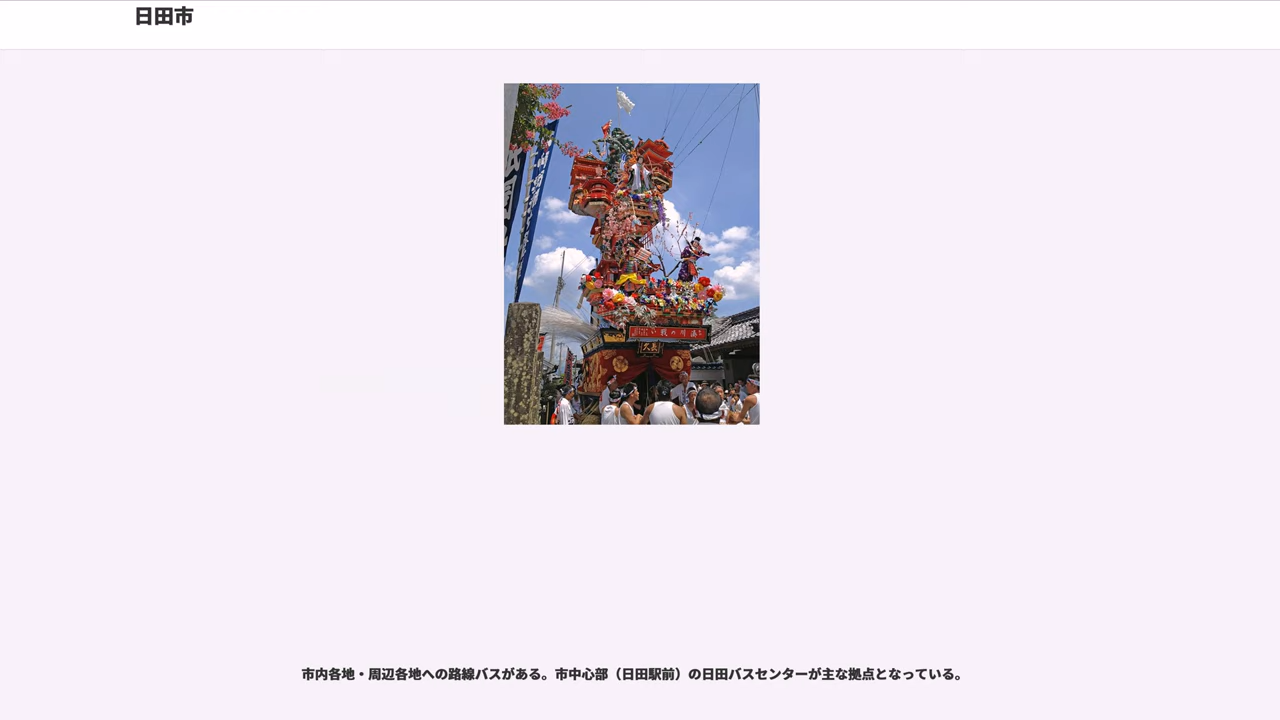 日田市
市内各地・周辺各地への路線バスがある。市中心部（日田駅前）の日田バスセンターが主な拠点となっている。